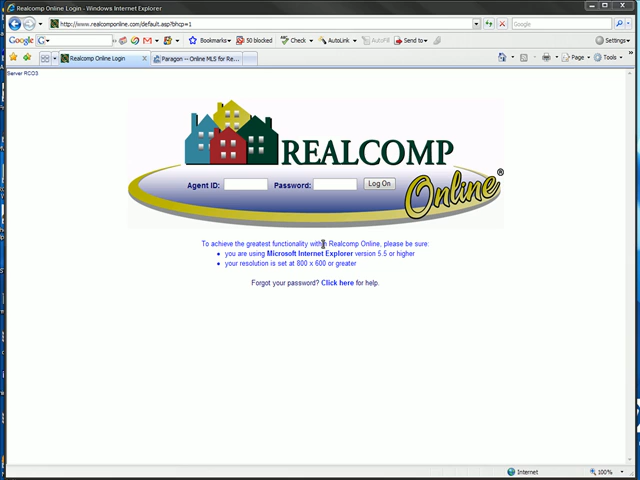 Realcomp Online Login - Windows Internet Explorer
http://www.realcomponline.com/default.asp?bhcp=1
Google
Google
Bookmarks
50 blocked
Check
AutoLink
AutoFill
Send to
Settings
Realcomp Online Login
Paragon -- Online MLS for Re...
Page
Tools
Server RCO3
REALCOMP
Online®
Agent ID:
Password:
Log On
To achieve the greatest functionality within Realcomp Online, please be sure:
• you are using Microsoft Internet Explorer version 5.5 or higher
• your resolution is set at 800 x 600 or greater
Forgot your password? Click here for help.
Internet
100%